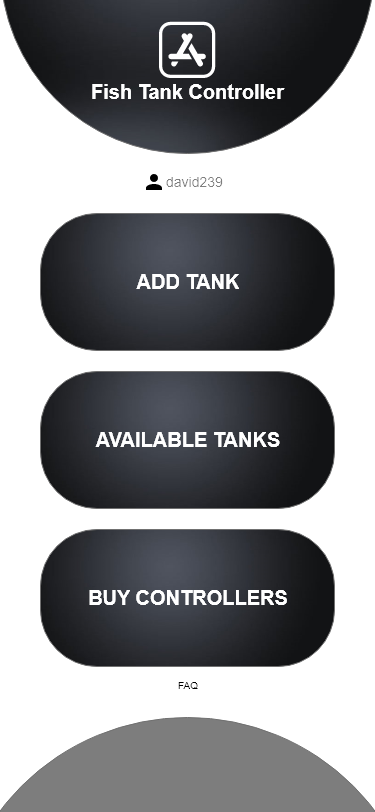 Fish Tank Controller
david239
ADD TANK
AVAILABLE TANKS
BUY CONTROLLERS
FAQ